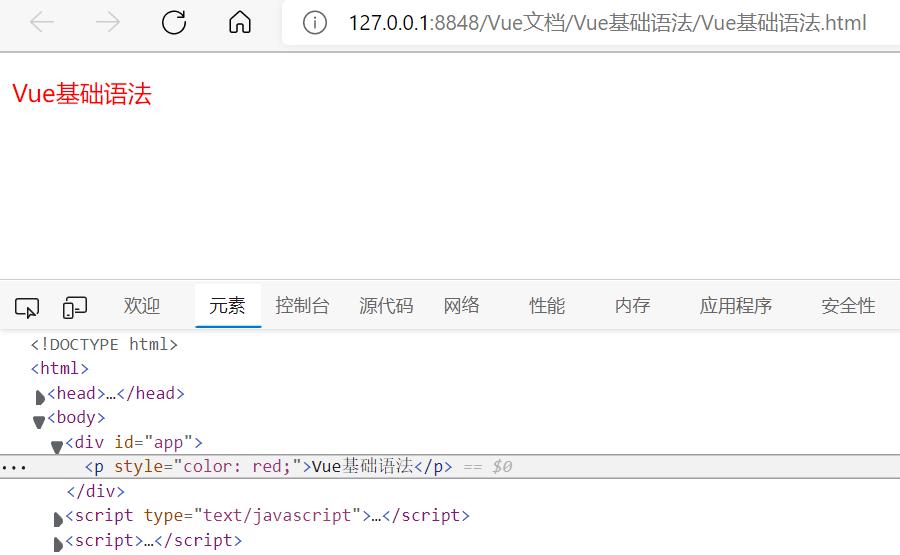 127.0.0.1:8848/Vue文档/Vue基础语法/Vue基础语法.html
Vue基础语法
欢迎 元素 控制台 源代码 网络 性能 内存 应用程序 安全性
<!DOCTYPE html>
<html>
<head>…</head>
<body>
<div id="app">
<p style="color: red;">Vue基础语法</p> == $0
</div>
<script type="text/javascript">…</script>
<script>…</script>